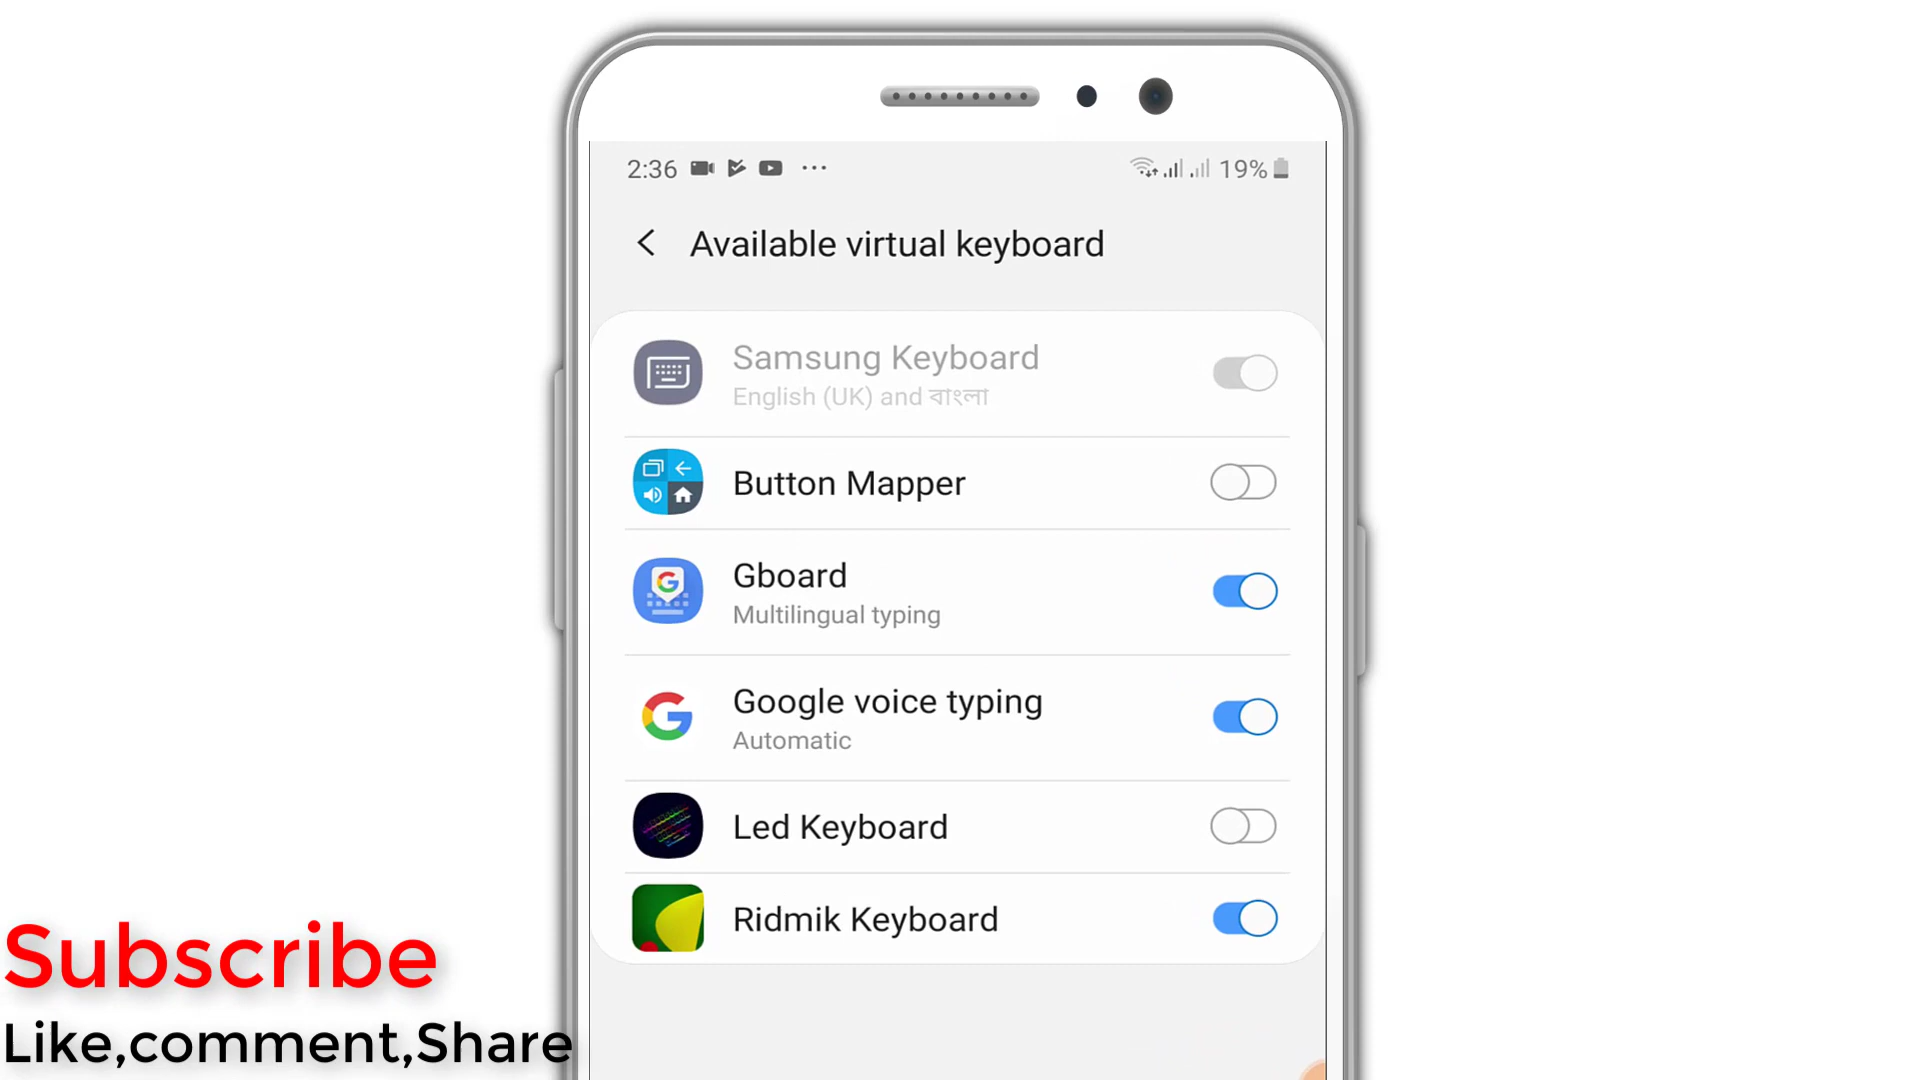 2:36 ... 19%
Available virtual keyboard
Samsung Keyboard
English (UK) and বাংলা
Button Mapper
Gboard
Multilingual typing
Google voice typing
Automatic
Led Keyboard
Ridmik Keyboard
Subscribe
Like,comment,Share